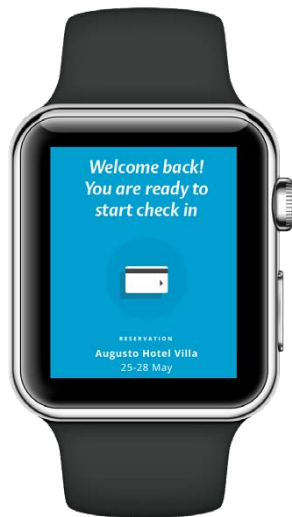 Welcome back!
You are ready to
start check in
RESERVATION
Augusto Hotel Villa
25-28 May